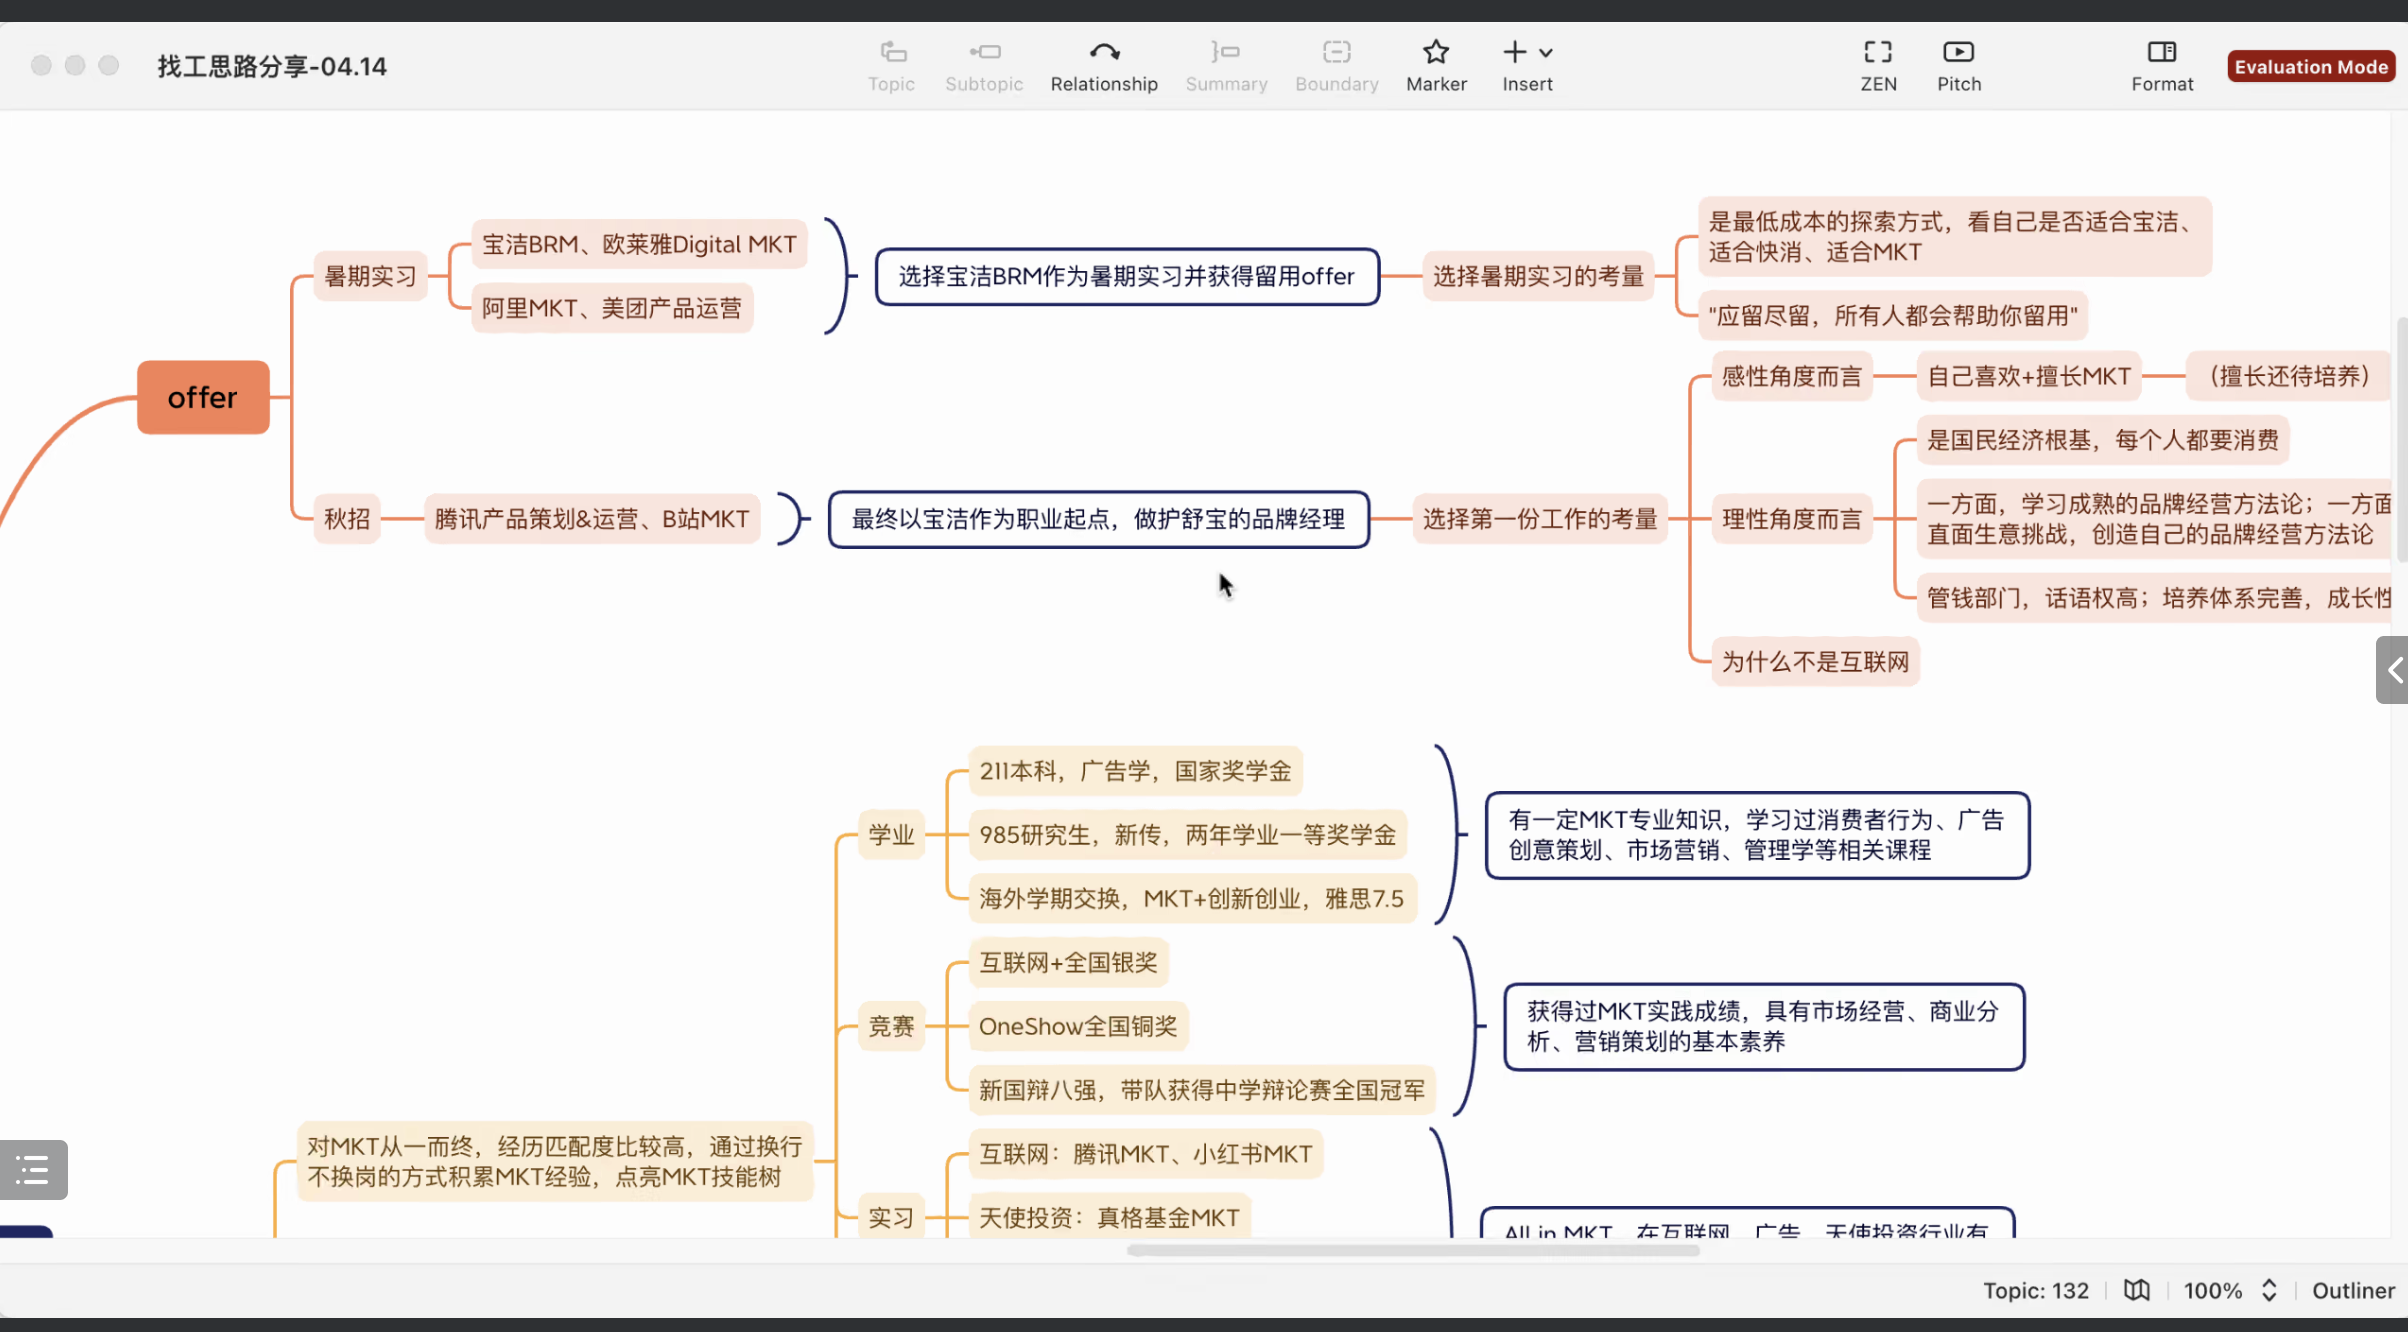 找工思路分享-04.14
Topic
Subtopic
Relationship
Summary
Boundary
Marker
Insert
ZEN
Pitch
Format
Evaluation Mode
offer
暑期实习
宝洁BRM、欧莱雅Digital MKT
阿里MKT、美团产品运营
选择宝洁BRM作为暑期实习并获得留用offer
选择暑期实习的考量
是最低成本的探索方式，看自己是否适合宝洁、
适合快消、适合MKT
"应留尽留，所有人都会帮助你留用"
秋招
腾讯产品策划&运营、B站MKT
最终以宝洁作为职业起点，做护舒宝的品牌经理
选择第一份工作的考量
感性角度而言
自己喜欢+擅长MKT
（擅长还待培养）
理性角度而言
是国民经济根基，每个人都要消费
一方面，学习成熟的品牌经营方法论；一方面
直面生意挑战，创造自己的品牌经营方法论
管钱部门，话语权高；培养体系完善，成长性
为什么不是互联网
对MKT从一而终，经历匹配度比较高，通过换行
不换岗的方式积累MKT经验，点亮MKT技能树
学业
211本科，广告学，国家奖学金
985研究生，新传，两年学业一等奖学金
海外学期交换，MKT+创新创业，雅思7.5
有一定MKT专业知识，学习过消费者行为、广告
创意策划、市场营销、管理学等相关课程
竞赛
互联网+全国银奖
OneShow全国铜奖
新国辩八强，带队获得中学辩论赛全国冠军
获得过MKT实践成绩，具有市场经营、商业分
析、营销策划的基本素养
实习
互联网：腾讯MKT、小红书MKT
天使投资：真格基金MKT
All in MKT，在互联网、广告、天使投资行业有
Topic: 132
100%
Outliner